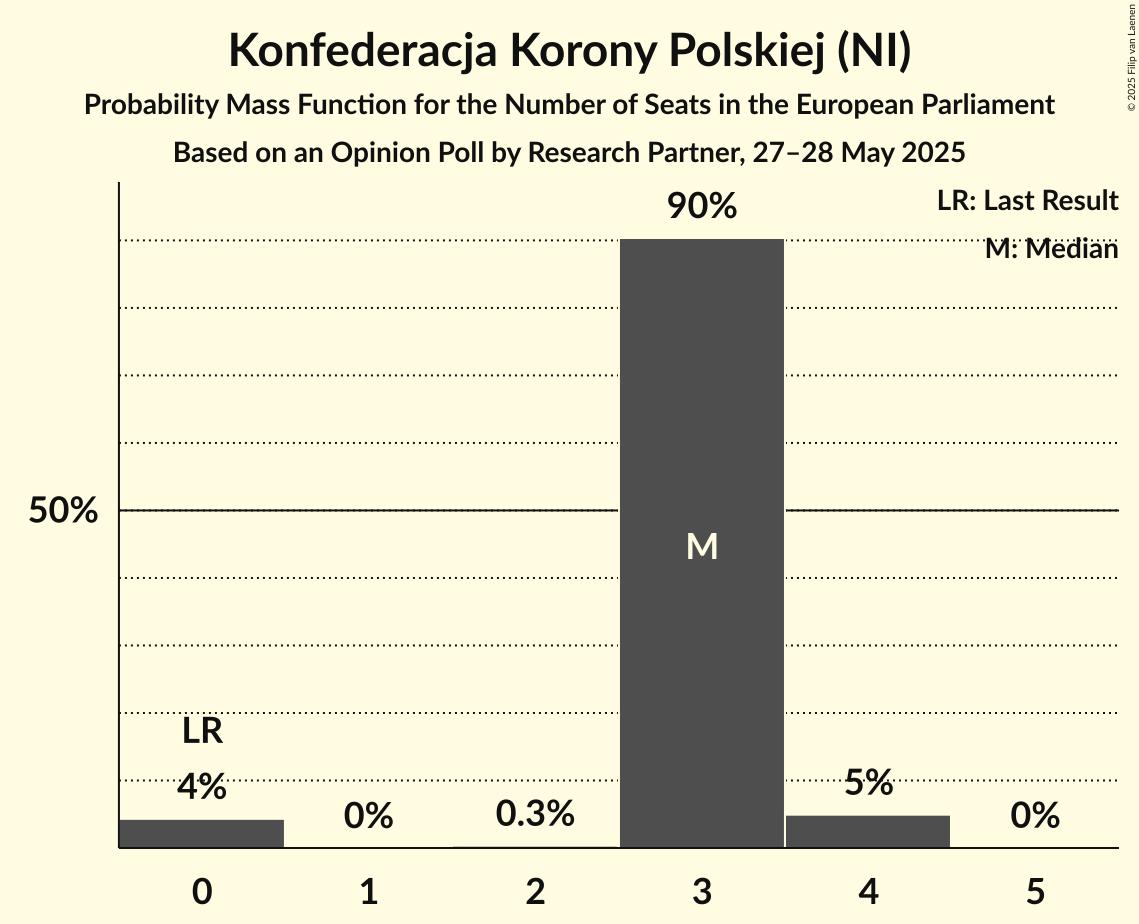 Konfederacja Korony Polskiej (NI)
Probability Mass Function for the Number of Seats in the European Parliament
Based on an Opinion Poll by Research Partner, 27–28 May 2025
© 2025 Filip van Laenen
LR: Last Result
M: Median
90%
50%
M
LR
4%
0%
0.3%
5%
0%
0 1 2 3 4 5